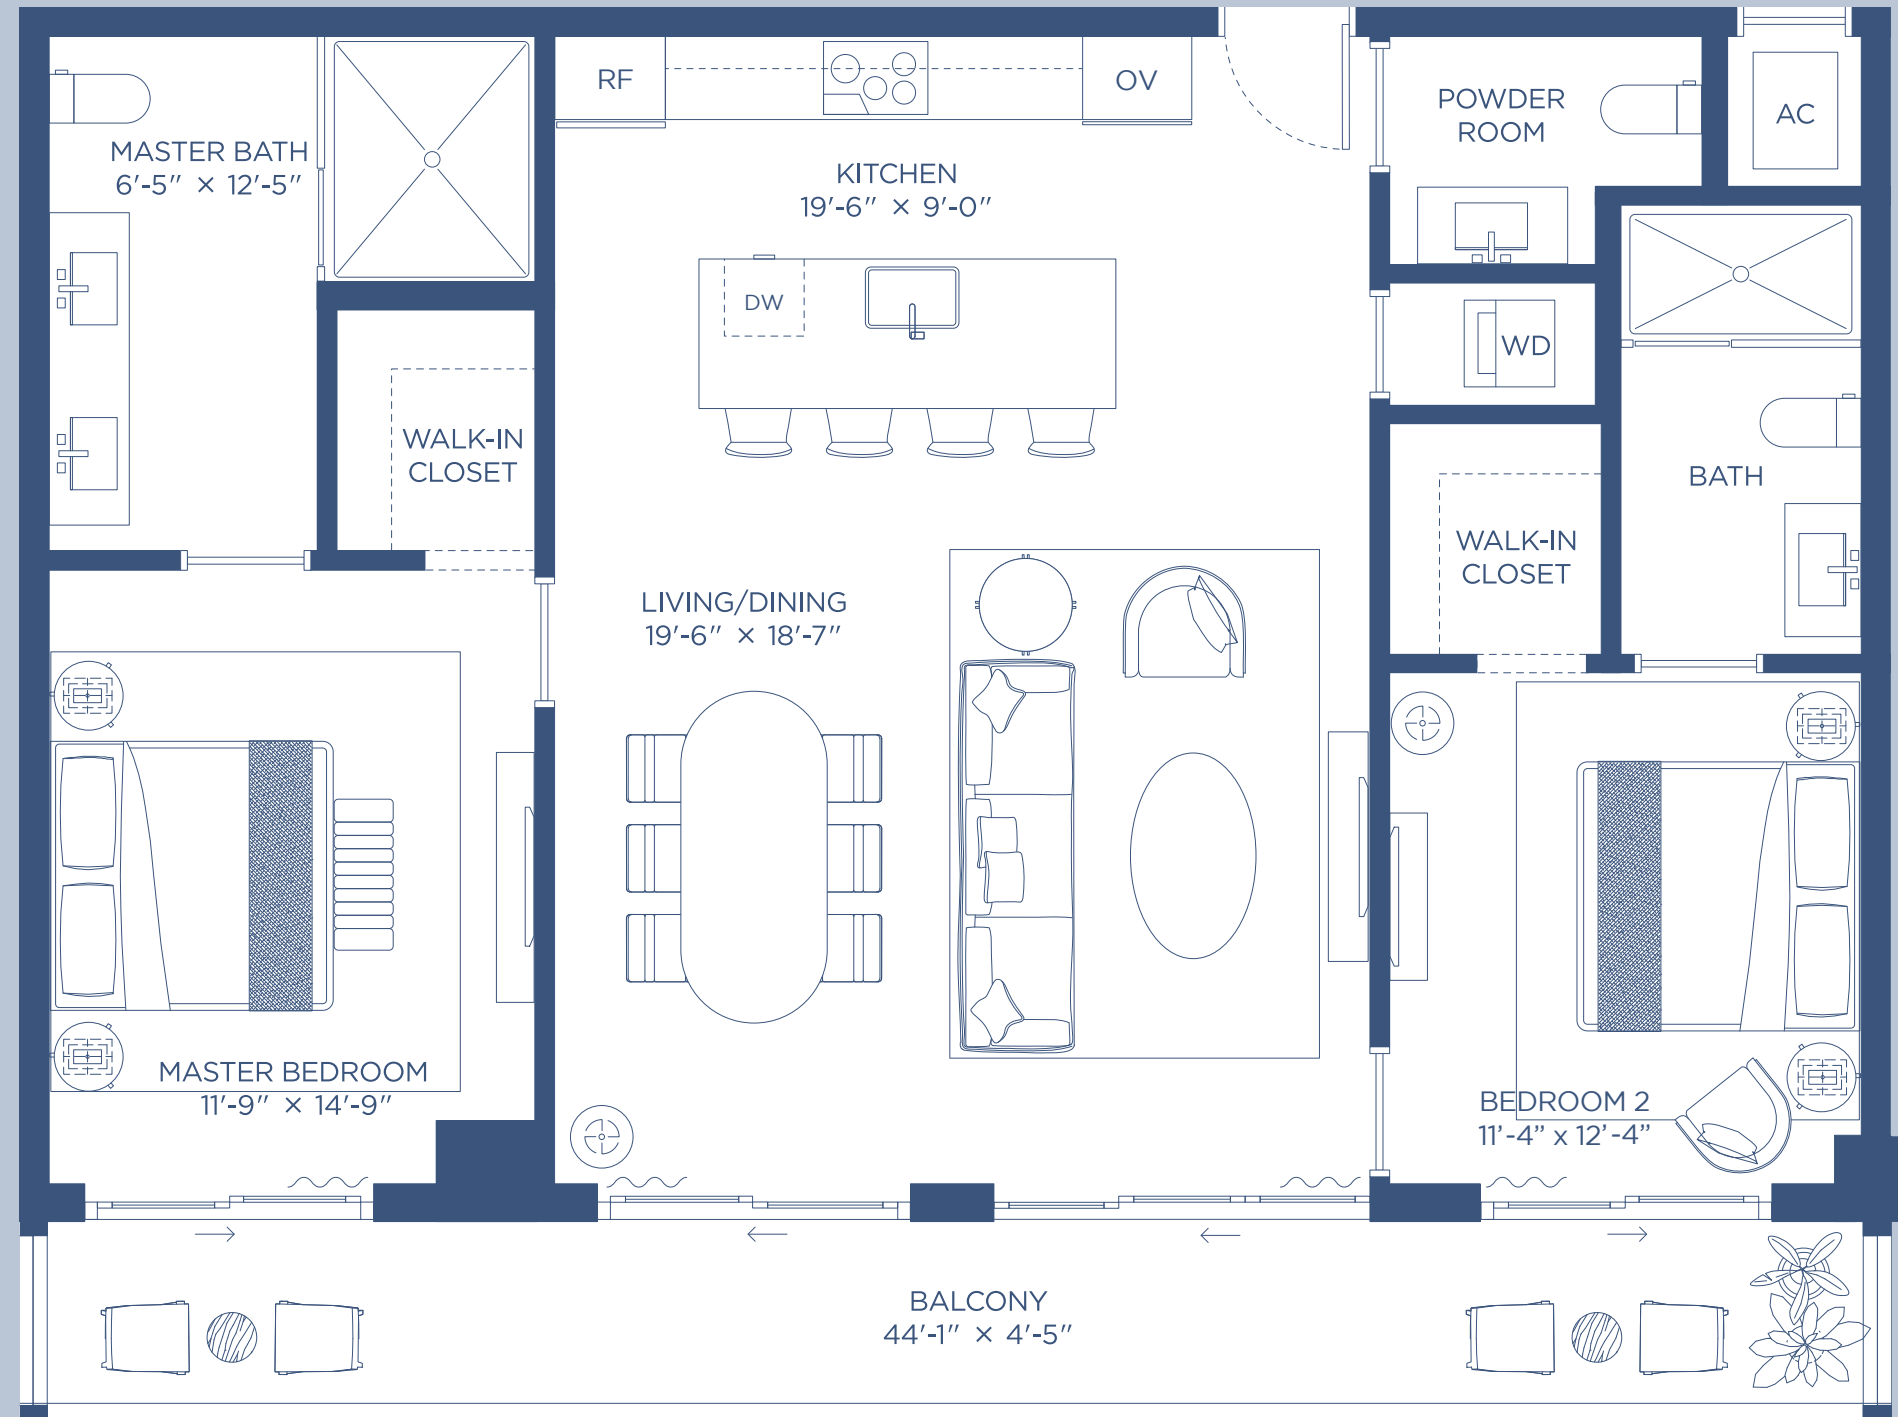 RF
OV
POWDER
ROOM
AC
MASTER BATH
6'-5" × 12'-5"
KITCHEN
19'-6" × 9'-0"
DW
WD
WALK-IN
CLOSET
BATH
WALK-IN
CLOSET
LIVING/DINING
19'-6" × 18'-7"
MASTER BEDROOM
11'-9" × 14'-9"
BEDROOM 2
11'-4" x 12'-4"
BALCONY
44'-1" × 4'-5"